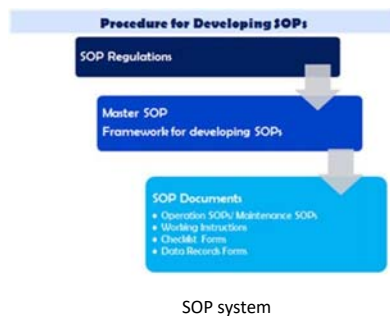 Procedure for Developing SOPs
SOP Regulations
Master SOP
Framework for developing SOPs
SOP Documents
• Operation SOPs/ Maintenance SOPs
• Working Instructions
• Checklist Forms
• Data Records Forms
SOP system